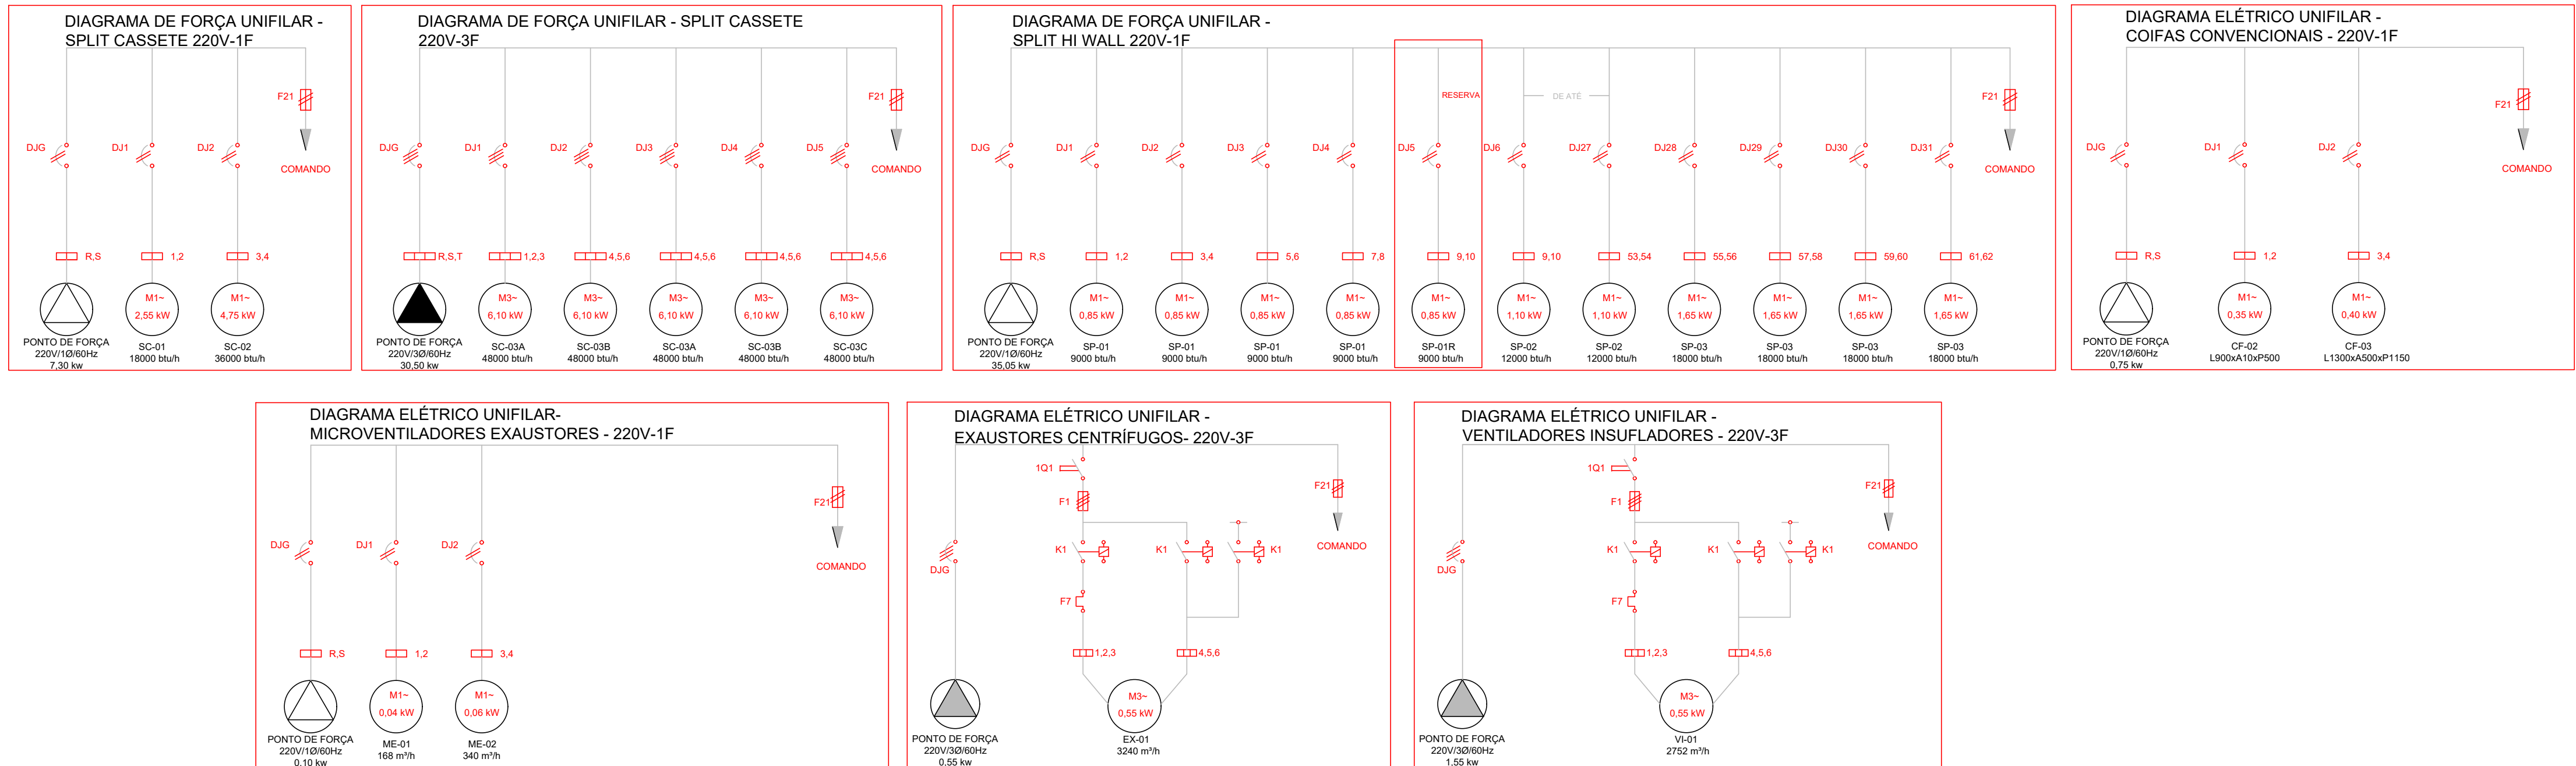 DIAGRAMA DE FORÇA UNIFILAR -
SPLIT CASSETE 220V-1F
F21
DJG
DJ1
DJ2
COMANDO
R,S
1,2
3,4
M1~
2,55 kW
M1~
4,75 kW
PONTO DE FORÇA
220V/1Ø/60Hz
7,30 kw
SC-01
18000 btu/h
SC-02
36000 btu/h
DIAGRAMA DE FORÇA UNIFILAR - SPLIT CASSETE
220V-3F
F21
DJG
DJ1
DJ2
DJ3
DJ4
DJ5
COMANDO
R,S,T
1,2,3
4,5,6
4,5,6
4,5,6
4,5,6
M3~
6,10 kW
M3~
6,10 kW
M3~
6,10 kW
M3~
6,10 kW
M3~
6,10 kW
PONTO DE FORÇA
220V/3Ø/60Hz
30,50 kw
SC-03A
48000 btu/h
SC-03B
48000 btu/h
SC-03A
48000 btu/h
SC-03B
48000 btu/h
SC-03C
48000 btu/h
DIAGRAMA DE FORÇA UNIFILAR -
SPLIT HI WALL 220V-1F
RESERVA
DE ATÉ
F21
DJG
DJ1
DJ2
DJ3
DJ4
DJ5
DJ6
DJ27
DJ28
DJ29
DJ30
DJ31
COMANDO
R,S
1,2
3,4
5,6
7,8
9,10
9,10
53,54
55,56
57,58
59,60
61,62
M1~
0,85 kW
M1~
0,85 kW
M1~
0,85 kW
M1~
0,85 kW
M1~
0,85 kW
M1~
1,10 kW
M1~
1,10 kW
M1~
1,65 kW
M1~
1,65 kW
M1~
1,65 kW
M1~
1,65 kW
PONTO DE FORÇA
220V/1Ø/60Hz
35,05 kw
SP-01
9000 btu/h
SP-01
9000 btu/h
SP-01
9000 btu/h
SP-01
9000 btu/h
SP-01R
9000 btu/h
SP-02
12000 btu/h
SP-02
12000 btu/h
SP-03
18000 btu/h
SP-03
18000 btu/h
SP-03
18000 btu/h
SP-03
18000 btu/h
DIAGRAMA ELÉTRICO UNIFILAR -
COIFAS CONVENCIONAIS - 220V-1F
F21
DJG
DJ1
DJ2
COMANDO
R,S
1,2
3,4
M1~
0,35 kW
M1~
0,40 kW
PONTO DE FORÇA
220V/1Ø/60Hz
0,75 kw
CF-02
L900xA10xP500
CF-03
L1300xA500xP1150
DIAGRAMA ELÉTRICO UNIFILAR-
MICROVENTILADORES EXAUSTORES - 220V-1F
F21
DJG
DJ1
DJ2
COMANDO
R,S
1,2
3,4
M1~
0,04 kW
M1~
0,06 kW
PONTO DE FORÇA
220V/1Ø/60Hz
0,10 kw
ME-01
168 m³/h
ME-02
340 m³/h
DIAGRAMA ELÉTRICO UNIFILAR -
EXAUSTORES CENTRÍFUGOS- 220V-3F
1Q1
F21
F1
K1
K1
K1
COMANDO
DJG
F7
1,2,3
4,5,6
M3~
0,55 kW
PONTO DE FORÇA
220V/3Ø/60Hz
0,55 kw
EX-01
3240 m³/h
DIAGRAMA ELÉTRICO UNIFILAR -
VENTILADORES INSUFLADORES - 220V-3F
1Q1
F21
F1
K1
K1
K1
COMANDO
DJG
F7
1,2,3
4,5,6
M3~
0,55 kW
PONTO DE FORÇA
220V/3Ø/60Hz
1,55 kw
VI-01
2752 m³/h